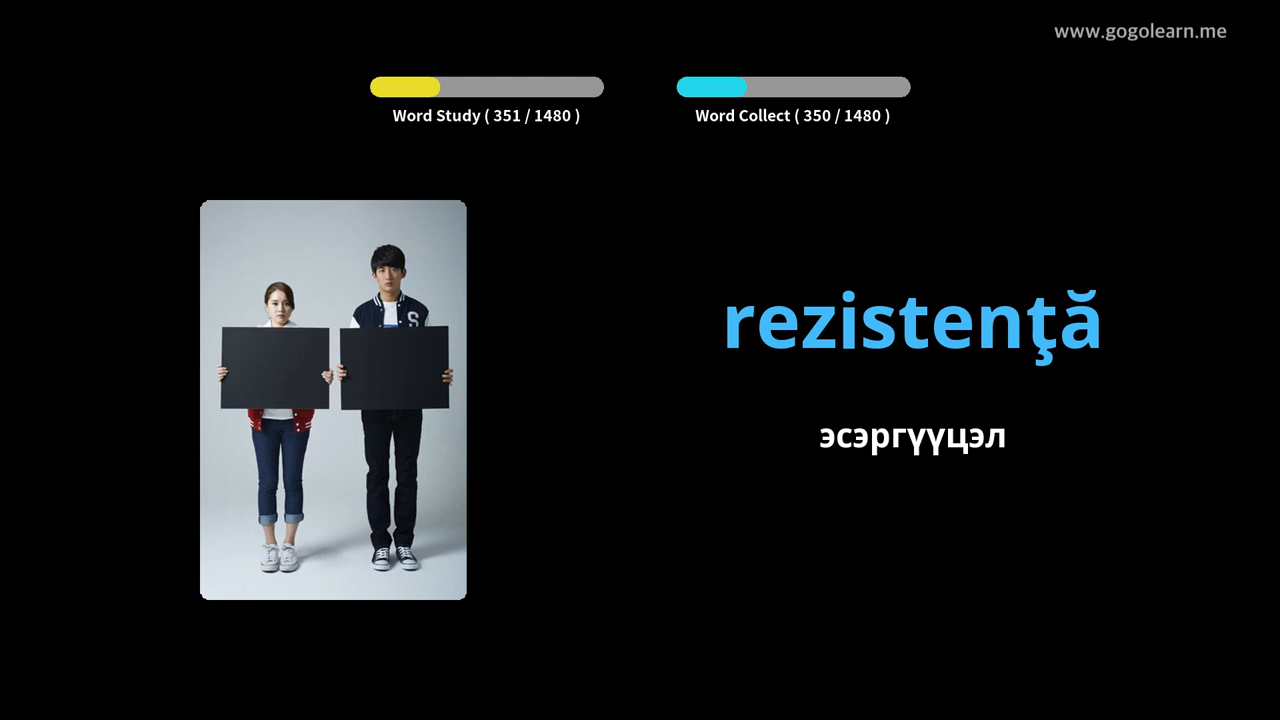 www.gogolearn.me
Word Study ( 351 / 1480 )
Word Collect ( 350 / 1480 )
S
rezistenţă
эсэргүүцэл